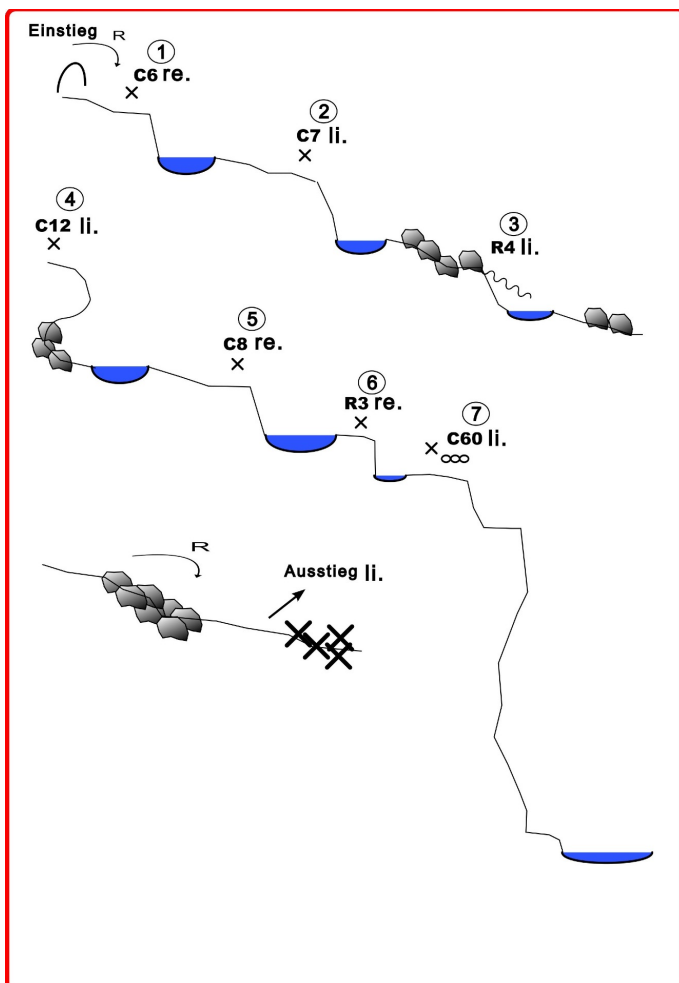 Einstieg
R
1
C6 re.
2
C7 li.
3
R4 li.
4
C12 li.
5
C8 re.
6
R3 re.
7
C60 li.
R
Ausstieg li.